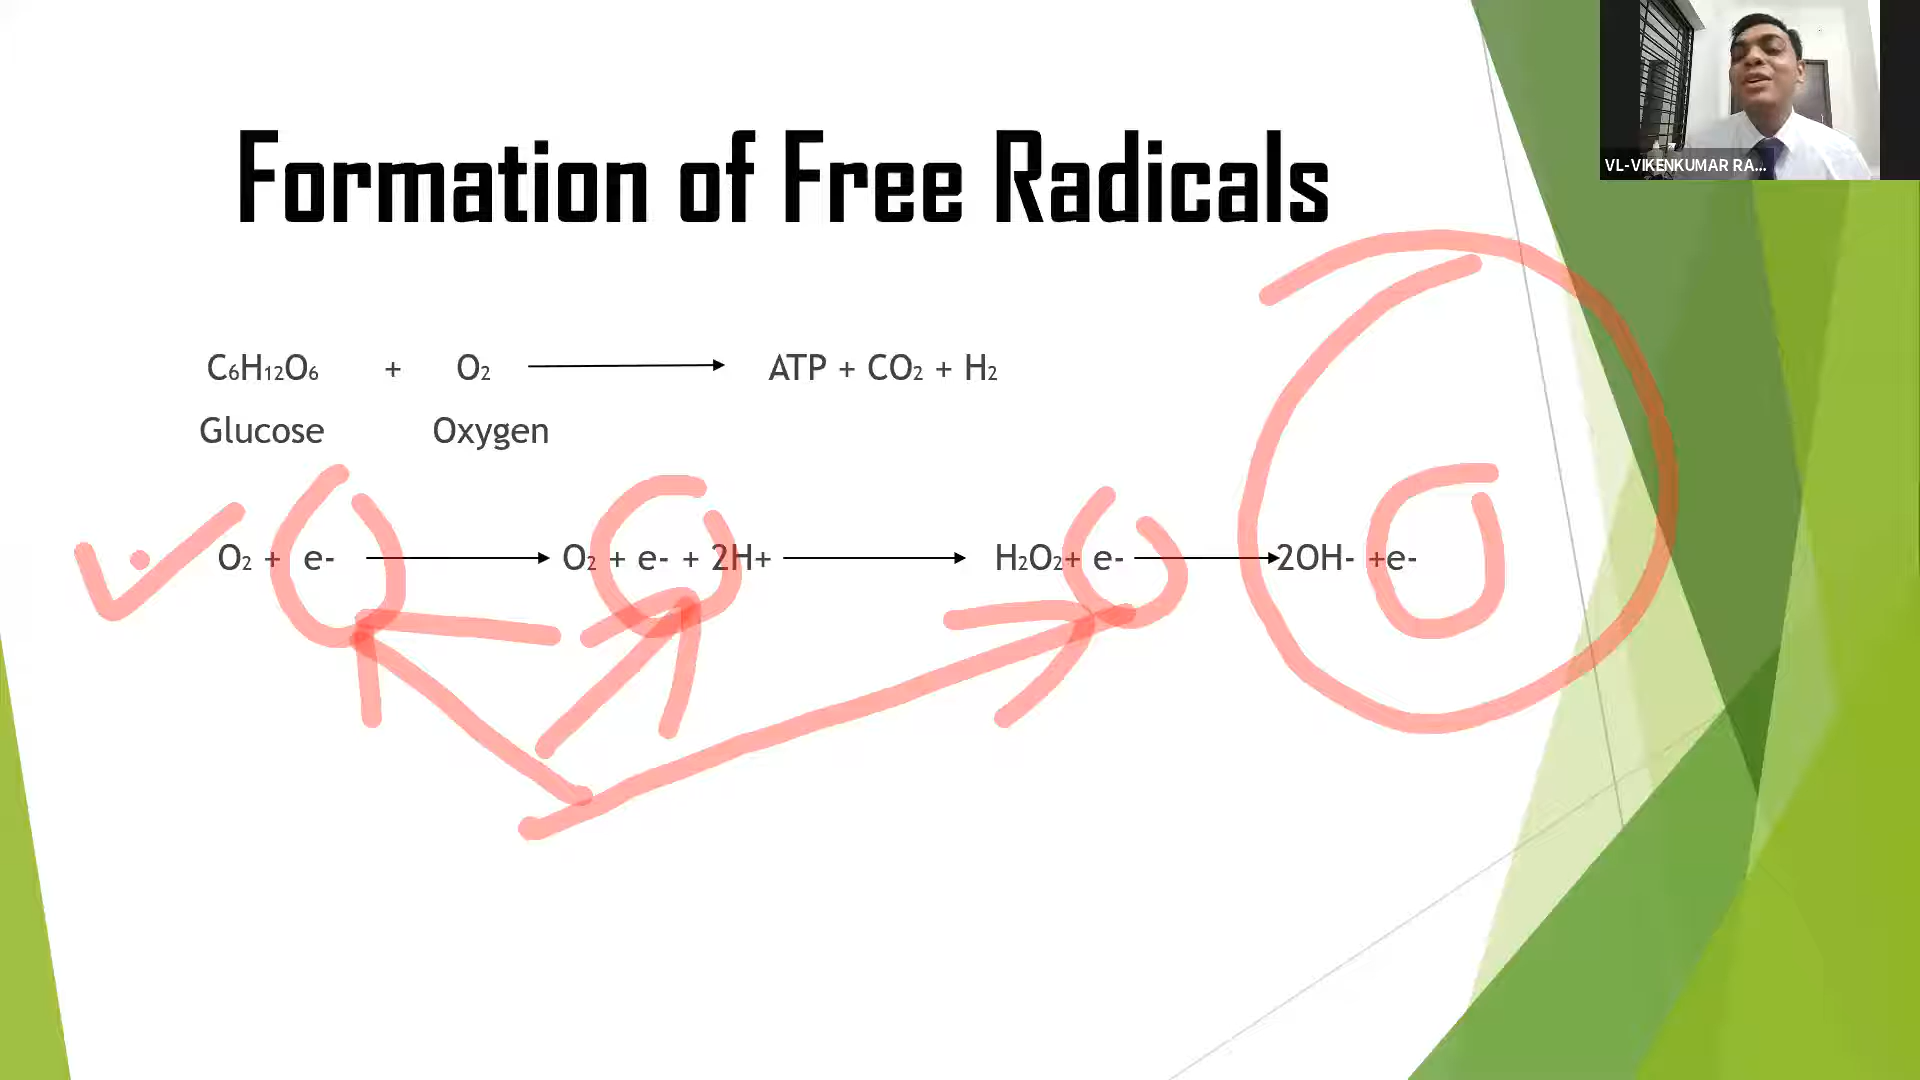 VL-VIKENKUMAR RA...
Formation of Free Radicals
C6H12O6 + O2 ATP + CO2 + H2
Glucose Oxygen
O2 + e- O2 + e- + 2H+ H2O2+ e- 2OH- +e-